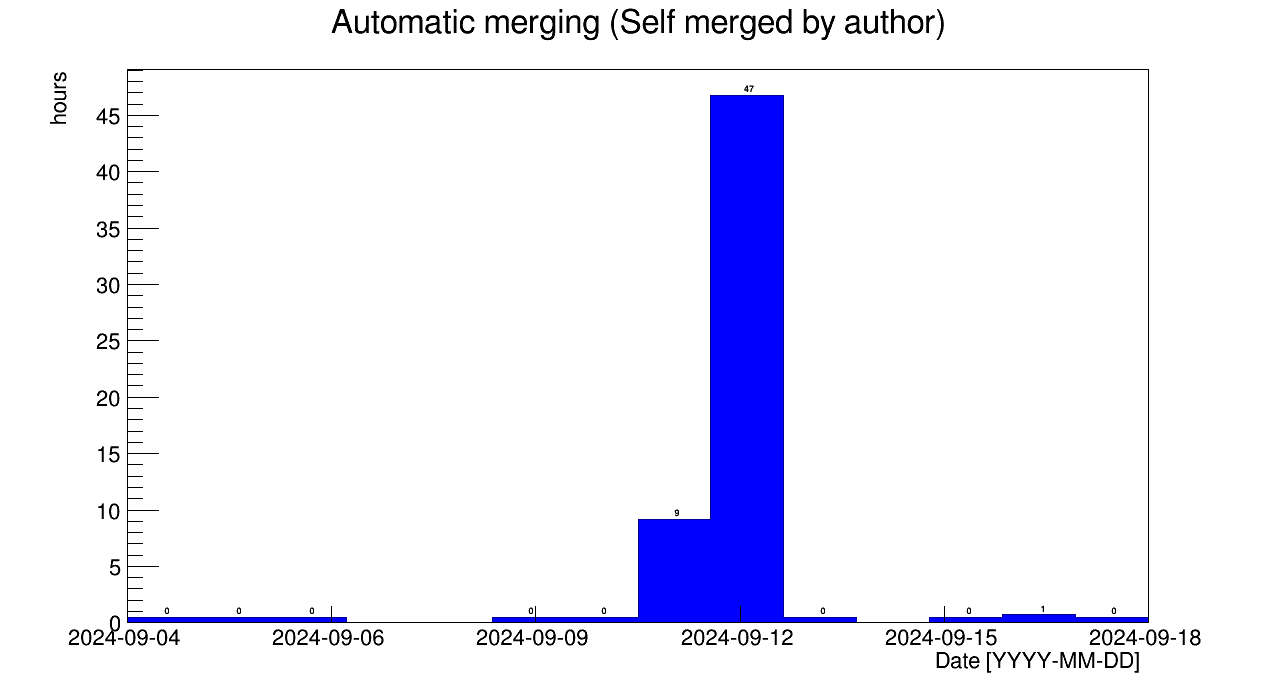 Automatic merging (Self merged by author)
hours
45
40
35
30
25
20
15
10
5
0
0 0 0 0 0 9 47 0 0 1 0
2024-09-04 2024-09-06 2024-09-09 2024-09-12 2024-09-15 2024-09-18
Date [YYYY-MM-DD]